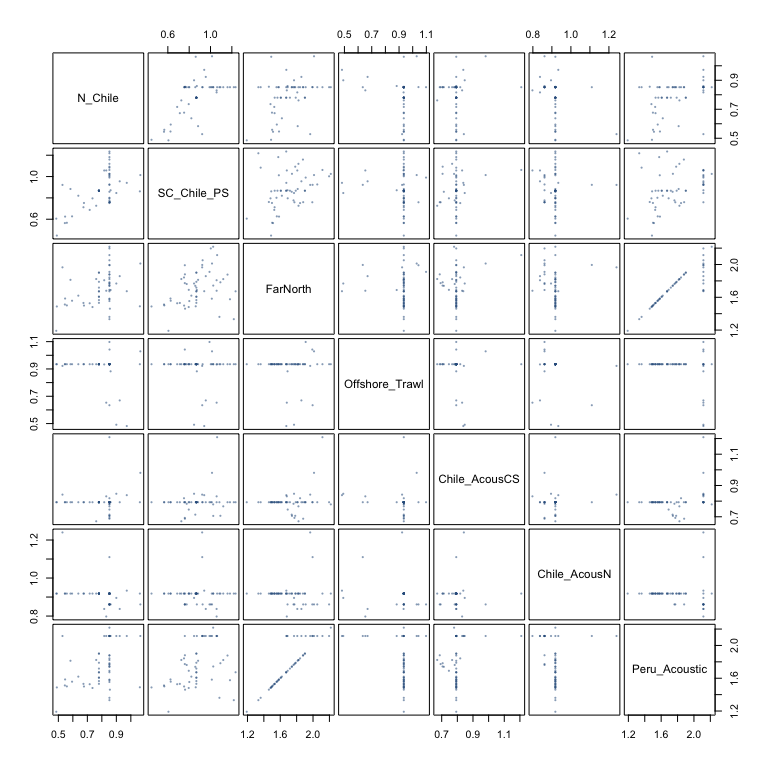 0.6 1.0
0.5 0.7 0.9 1.1
0.8 1.0 1.2
N_Chile
0.5 0.7 0.9
SC_Chile_PS
0.6 1.0
FarNorth
1.2 1.6 2.0
Offshore_Trawl
0.5 0.7 0.9 1.1
Chile_AcousCS
0.7 0.9 1.1
Chile_AcousN
0.8 1.0 1.2
Peru_Acoustic
1.2 1.6 2.0
0.5 0.7 0.9
1.2 1.6 2.0
0.7 0.9 1.1
1.2 1.6 2.0